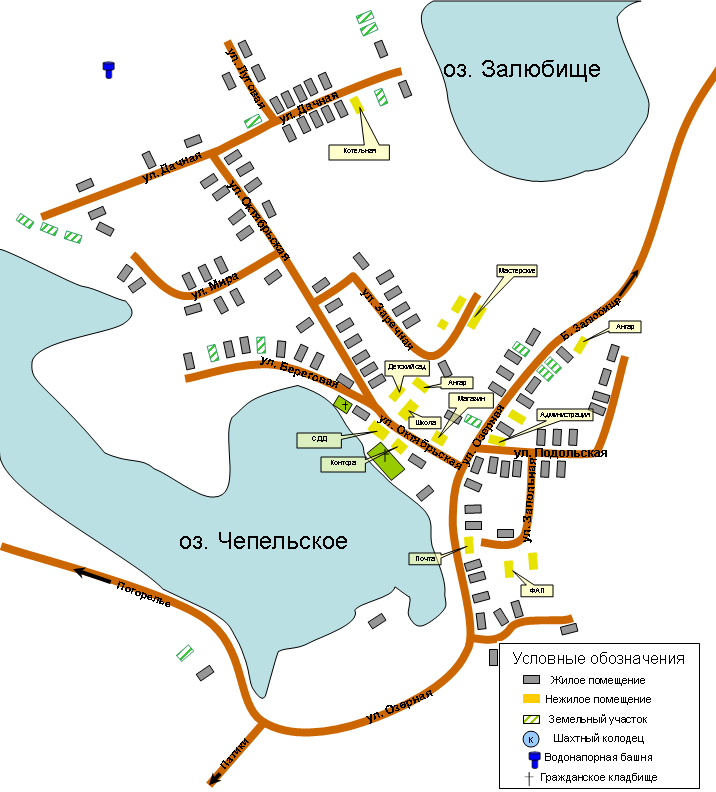 оз. Залюбище
ул. Луговая
ул. Дачная
Котельная
ул. Дачная
ул. Октябрьская
ул. Мира
Мастерские
ул. Заречная
Б. Залюбище
Ангар
ул. Береговая
Детский сад
Ангар
Магазин
Школа
Администрация
ул. Октябрьская
ул. Озерная
СДД
Контора
ул. Подольская
ул. Запольная
оз. Чепельское
Почта
ФАП
Погорелье
ул. Озерная
Патики
Условные обозначения
Жилое помещение
Нежилое помещение
Земельный участок
К Шахтный колодец
Водонапорная башня
Гражданское кладбище